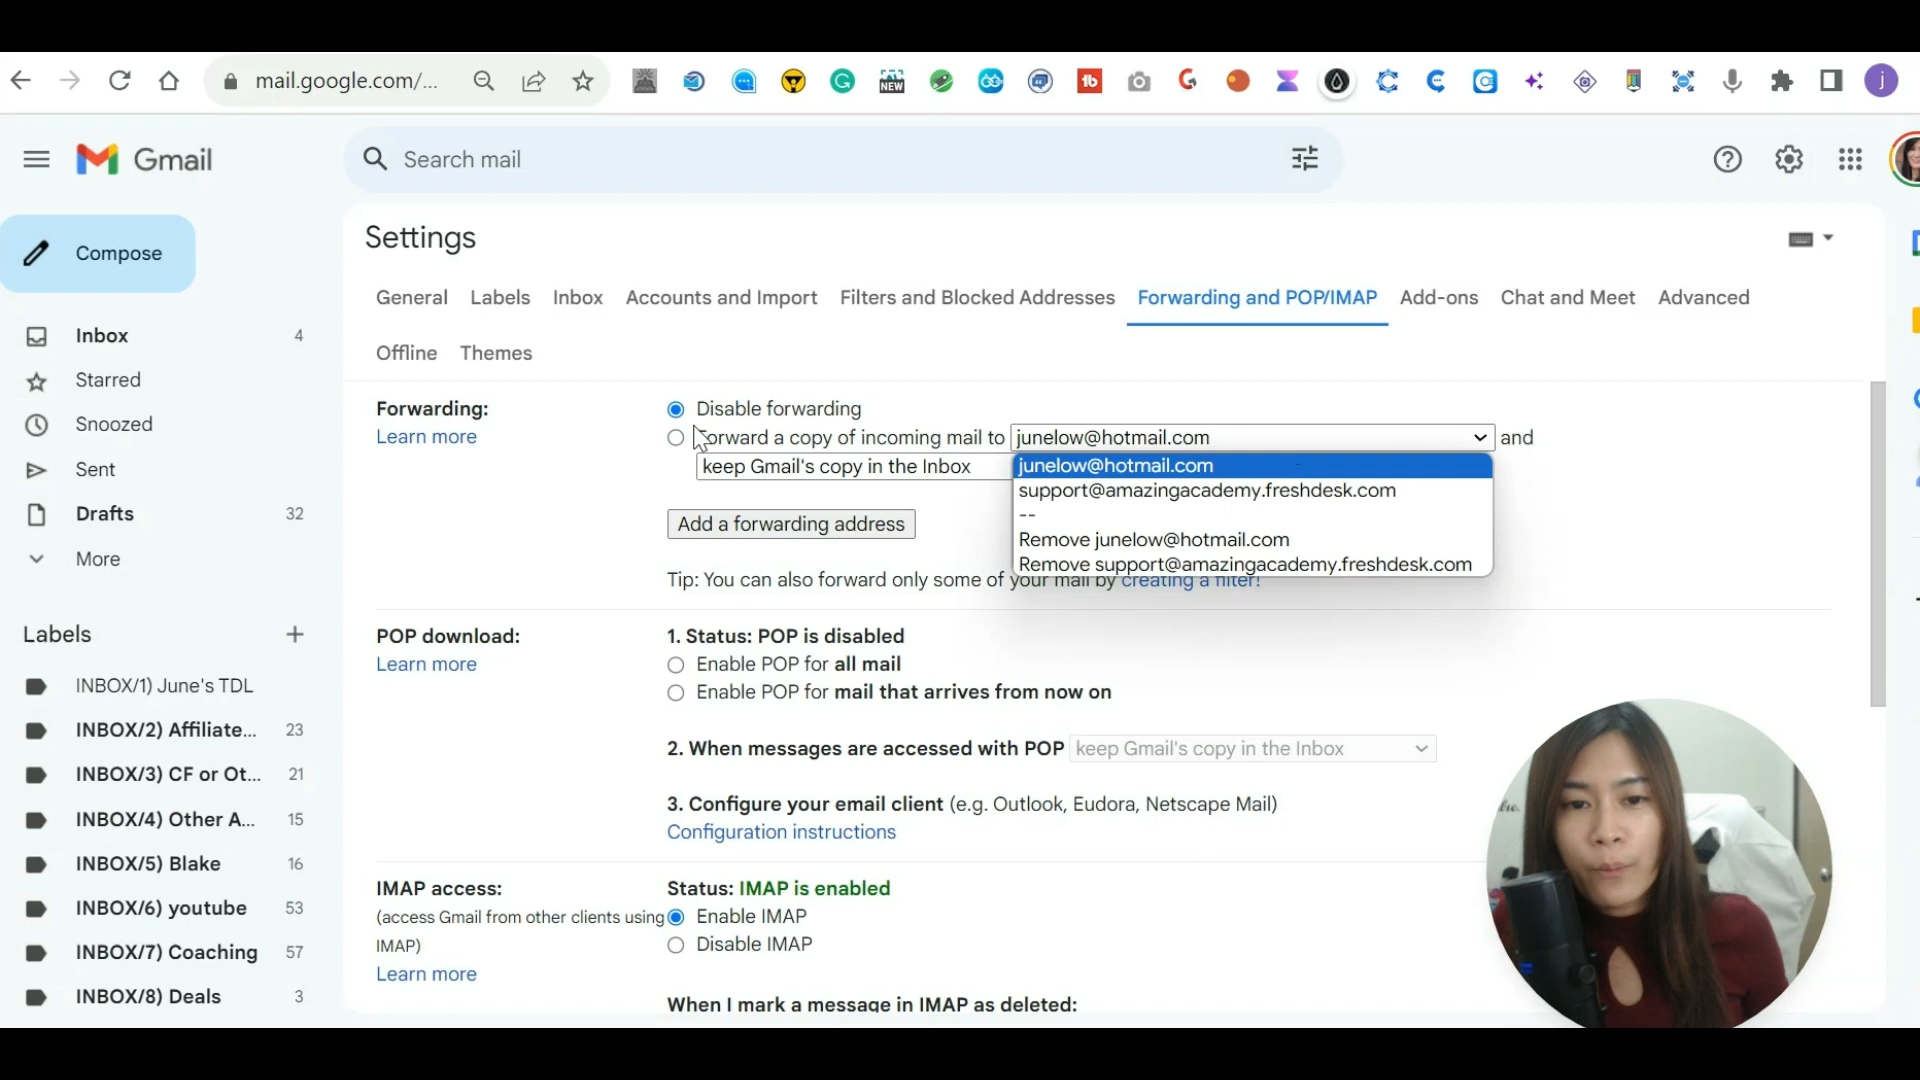 mail.google.com/...
NEW
j
Gmail
Search mail
Compose
Inbox 4
Starred
Snoozed
Sent
Drafts 32
More
Labels
INBOX/1) June's TDL
INBOX/2) Affiliate... 23
INBOX/3) CF or Ot... 21
INBOX/4) Other A... 15
INBOX/5) Blake 16
INBOX/6) youtube 53
INBOX/7) Coaching 57
INBOX/8) Deals 3
Settings
General Labels Inbox Accounts and Import Filters and Blocked Addresses Forwarding and POP/IMAP Add-ons Chat and Meet Advanced
Offline Themes
Forwarding:
Learn more
Disable forwarding
Forward a copy of incoming mail to junelow@hotmail.com and
keep Gmail's copy in the Inbox
junelow@hotmail.com
support@amazingacademy.freshdesk.com
--
Remove junelow@hotmail.com
Remove support@amazingacademy.freshdesk.com
Add a forwarding address
Tip: You can also forward only some of your mail by creating a filter!
POP download:
Learn more
1. Status: POP is disabled
Enable POP for all mail
Enable POP for mail that arrives from now on
2. When messages are accessed with POP keep Gmail's copy in the Inbox
3. Configure your email client (e.g. Outlook, Eudora, Netscape Mail)
Configuration instructions
IMAP access:
(access Gmail from other clients using
IMAP)
Learn more
Status: IMAP is enabled
Enable IMAP
Disable IMAP
When I mark a message in IMAP as deleted: